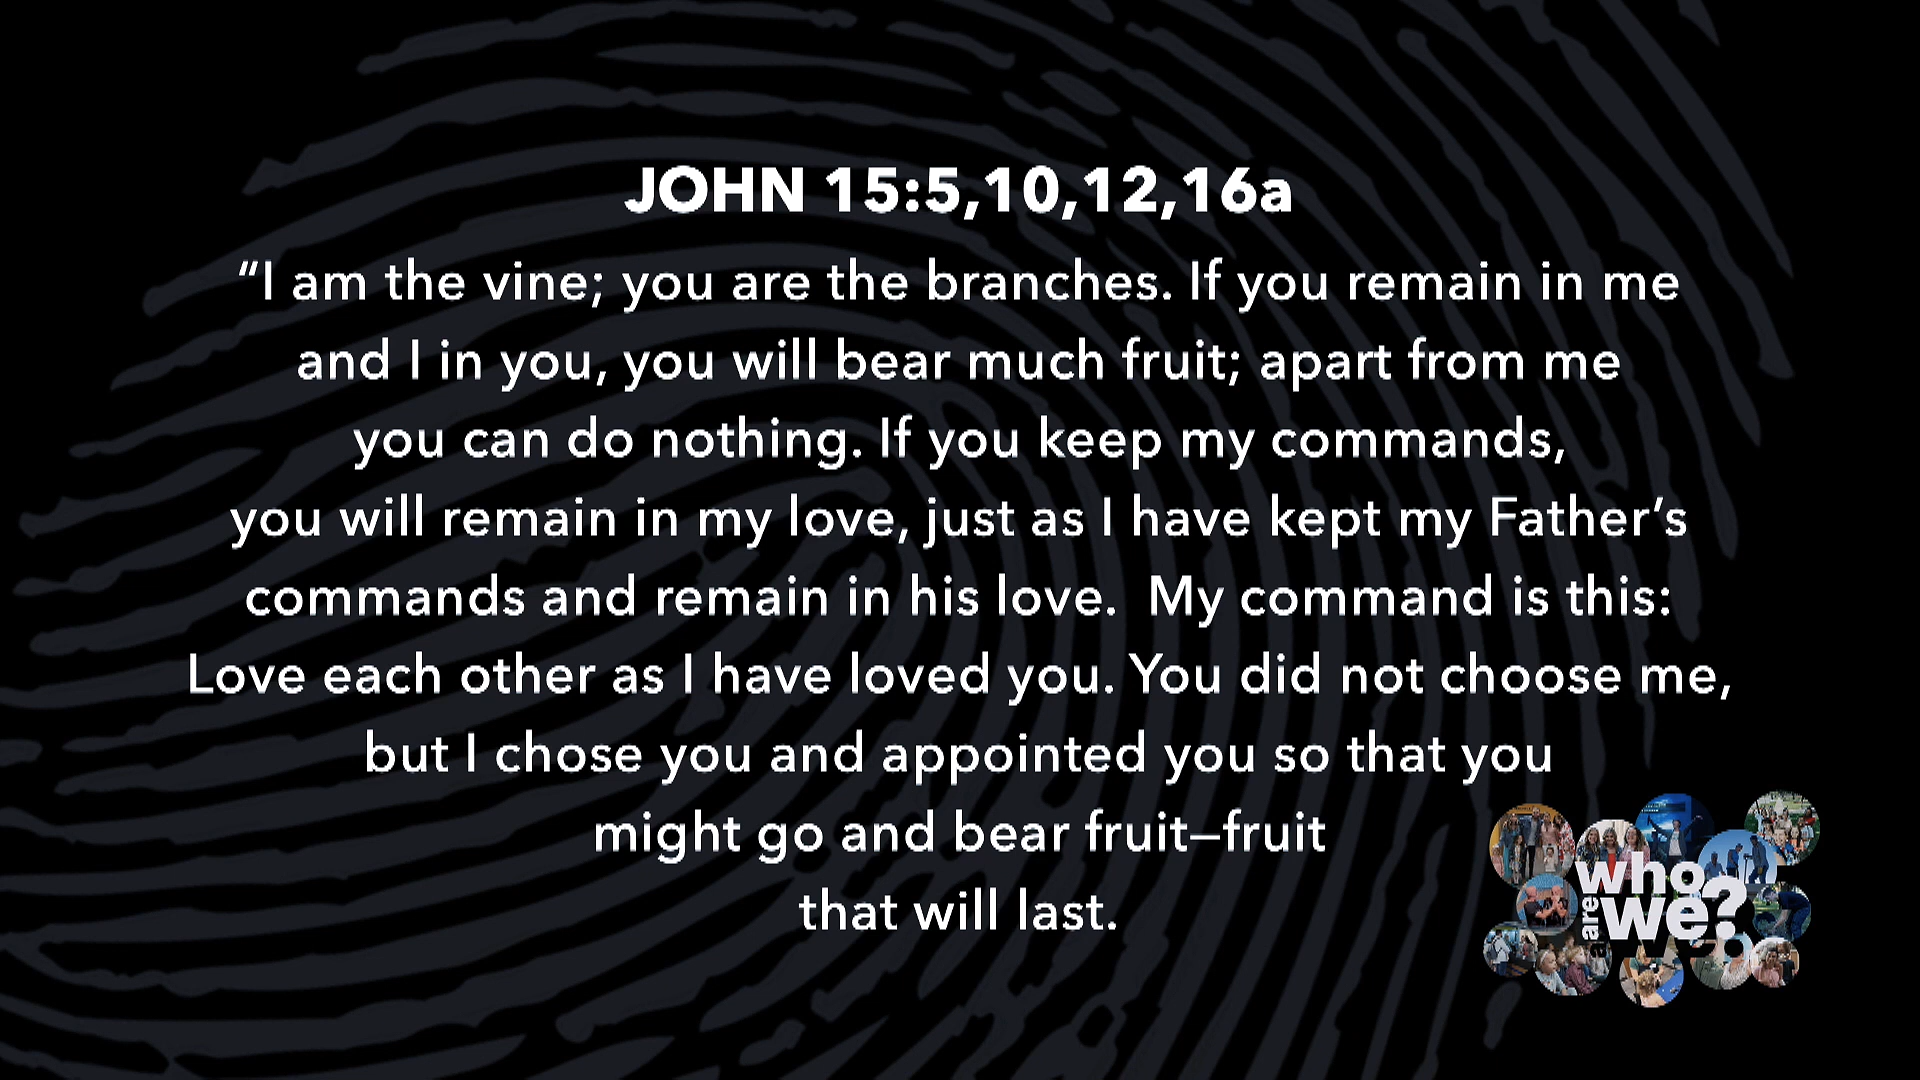 JOHN 15:5,10,12,16a
“I am the vine; you are the branches. If you remain in me
and I in you, you will bear much fruit; apart from me
you can do nothing. If you keep my commands,
you will remain in my love, just as I have kept my Father’s
commands and remain in his love.  My command is this:
Love each other as I have loved you. You did not choose me,
but I chose you and appointed you so that you
might go and bear fruit—fruit
that will last.
who
are we?